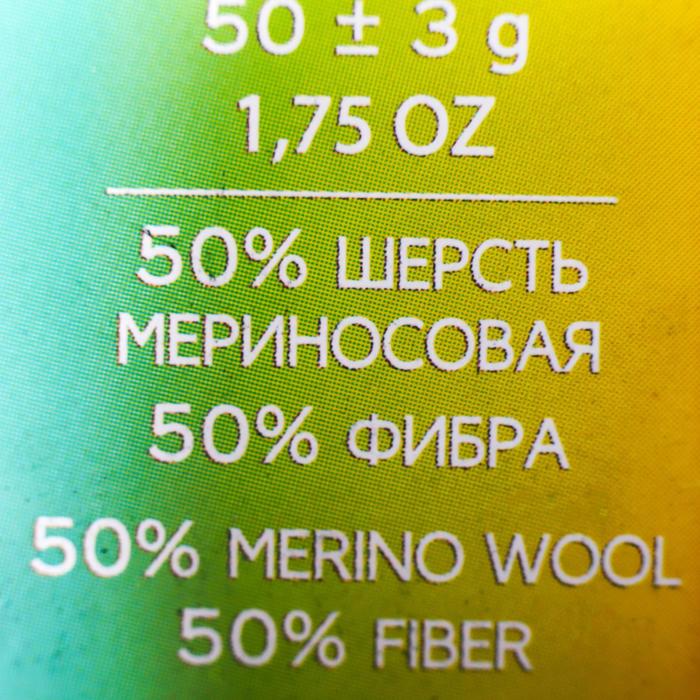 50 ± 3 g
1,75 OZ
50% ШЕРСТЬ
МЕРИНОСОВАЯ
50% ФИБРА
50% MERINO WOOL
50% FIBER